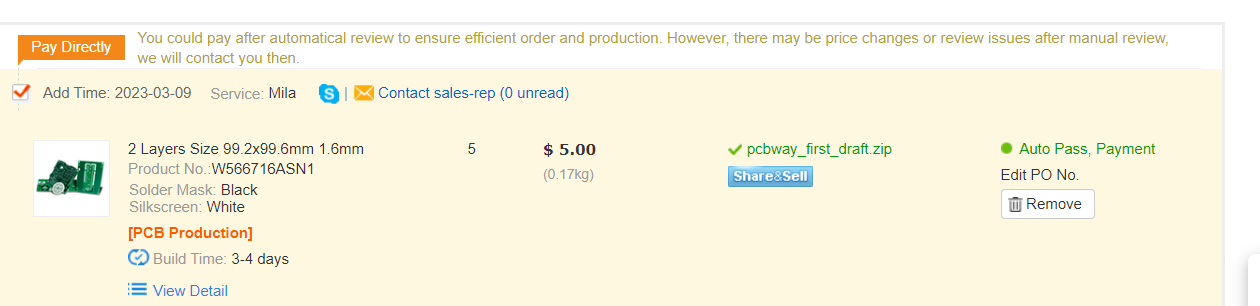 Pay Directly
You could pay after automatical review to ensure efficient order and production. However, there may be price changes or review issues after manual review,
we will contact you then.
Add Time: 2023-03-09 Service: Mila | Contact sales-rep (0 unread)
2 Layers Size 99.2x99.6mm 1.6mm 5 $ 5.00 pcbway_first_draft.zip Auto Pass, Payment
Product No.:W566716ASN1 (0.17kg) Share&Sell Edit PO No.
Solder Mask: Black
Silkscreen: White Remove
[PCB Production]
Build Time: 3-4 days
View Detail